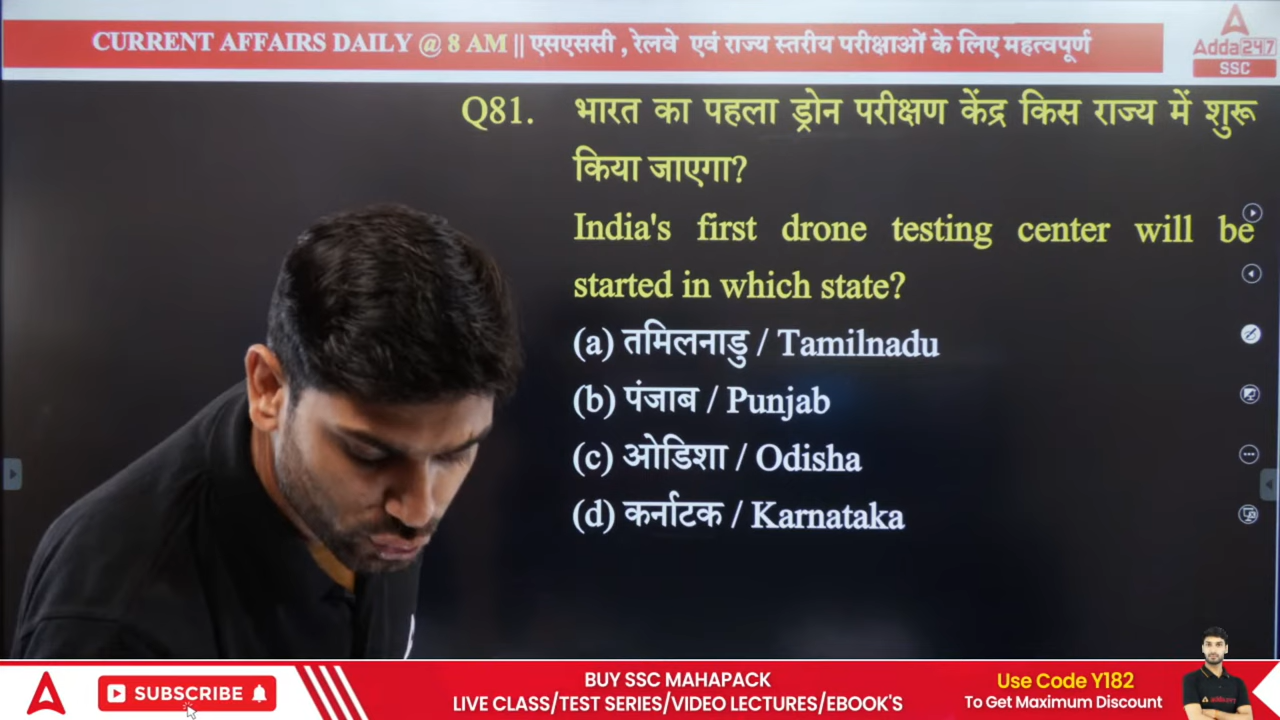 CURRENT AFFAIRS DAILY @ 8 AM || एसएससी , रेलवे एवं राज्य स्तरीय परीक्षाओं के लिए महत्वपूर्ण
Adda 247
SSC
Q81. भारत का पहला ड्रोन परीक्षण केंद्र किस राज्य में शुरू
किया जाएगा?
India's first drone testing center will be
started in which state?
(a) तमिलनाडु / Tamilnadu
(b) पंजाब / Punjab
(c) ओडिशा / Odisha
(d) कर्नाटक / Karnataka
SUBSCRIBE
BUY SSC MAHAPACK
LIVE CLASS/TEST SERIES/VIDEO LECTURES/EBOOK'S
Use Code Y182
To Get Maximum Discount